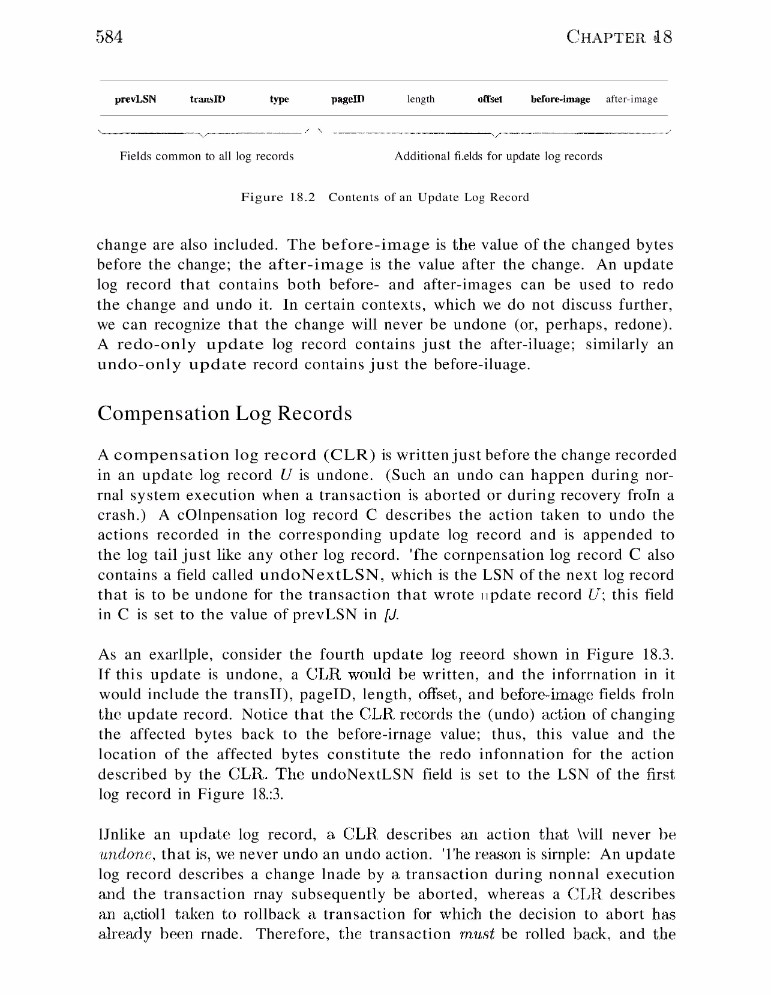 584 CHAPTER 18
prevLSN transID type pageID length offset before-image after-image
Fields common to all log records Additional fi.elds for update log records
Figure 18.2 Contents of an Update Log Record
change are also included. The before-image is the value of the changed bytes
before the change; the after-image is the value after the change. An update
log record that contains both before- and after-images can be used to redo
the change and undo it. In certain contexts, which we do not discuss further,
we can recognize that the change will never be undone (or, perhaps, redone).
A redo-only update log record contains just the after-iluage; similarly an
undo-only update record contains just the before-iluage.
Compensation Log Records
A compensation log record (CLR) is written just before the change recorded
in an update log record U is undone. (Such an undo can happen during nor-
rnal system execution when a transaction is aborted or during recovery froIn a
crash.) A cOlnpensation log record C describes the action taken to undo the
actions recorded in the corresponding update log record and is appended to
the log tail just like any other log record. 'fhe cornpensation log record C also
contains a field called undoNextLSN, which is the LSN of the next log record
that is to be undone for the transaction that wrote update record U; this field
in C is set to the value of prevLSN in [J.
As an exarllple, consider the fourth update log reeord shown in Figure 18.3.
If this update is undone, a CLR would be written, and the inforrnation in it
would include the transII), pageID, length, offset, and before-image fields froln
the update record. Notice that the CLR records the (undo) action of changing
the affected bytes back to the before-irnage value; thus, this value and the
location of the affected bytes constitute the redo infonnation for the action
described by the CLR. The undoNextLSN field is set to the LSN of the first
log record in Figure 18.:3.
lJnlike an update log record, a CLR describes an action that \vill never be
undone, that is, we never undo an undo action. 'I'he reason is sirnple: An update
log record describes a change lnade by a transaction during nonnal execution
and the transaction rnay subsequently be aborted, whereas a CLR describes
an a,ctioll taken to rollback a transaction for which the decision to abort has
already been rnade. Therefore, the transaction must be rolled back, and the